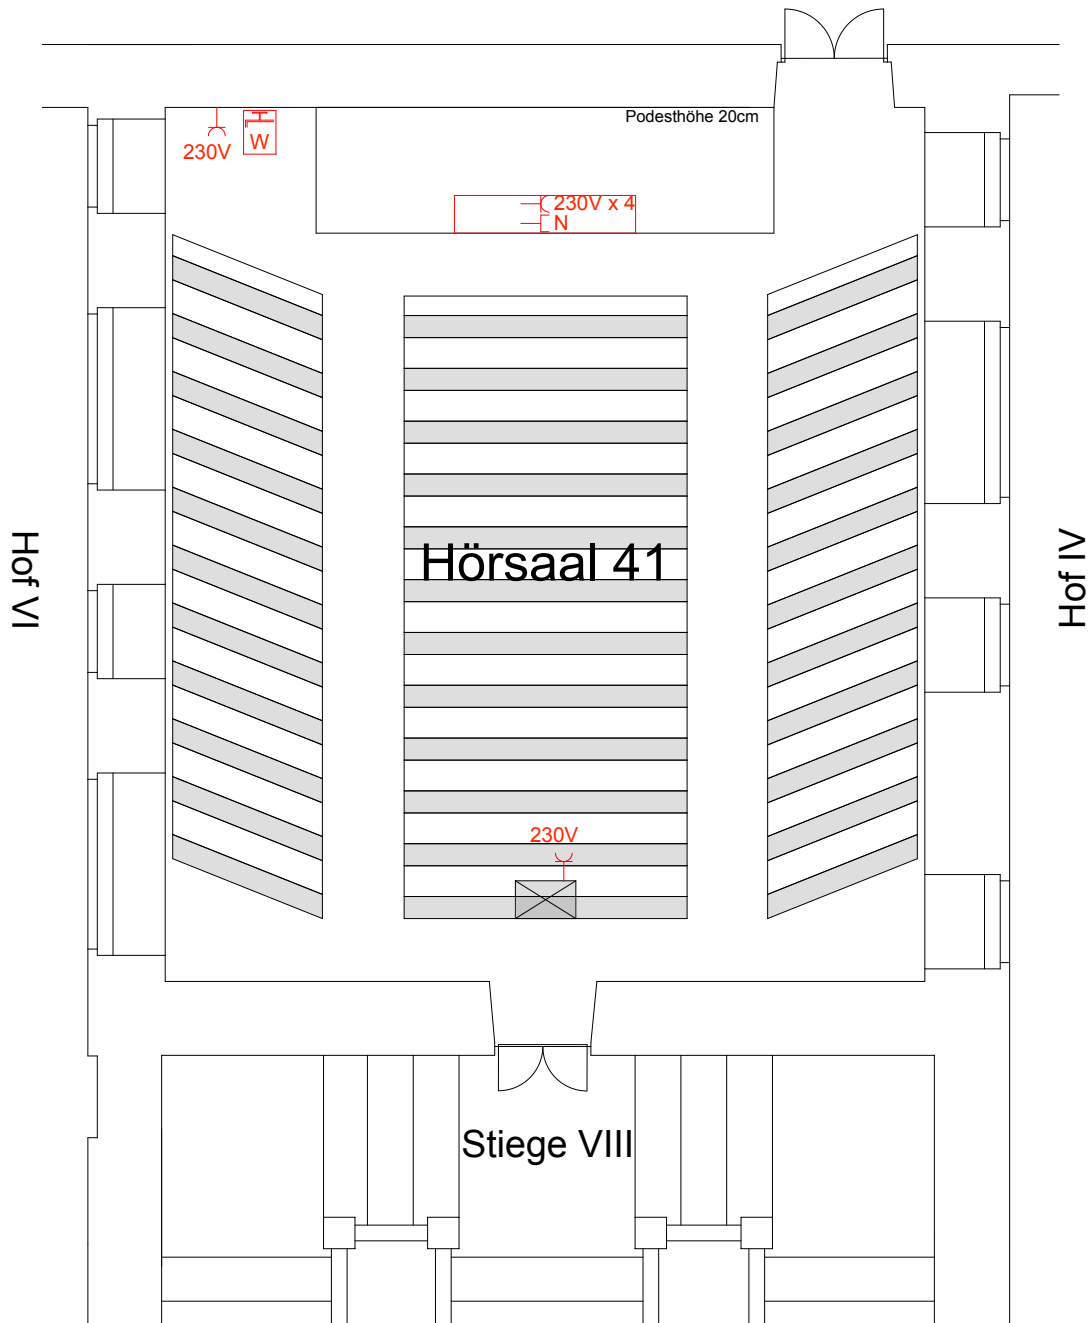 Podesthöhe 20cm
230V
W
230V x 4
N
Hof VI
Hörsaal 41
Hof IV
230V
Stiege VIII